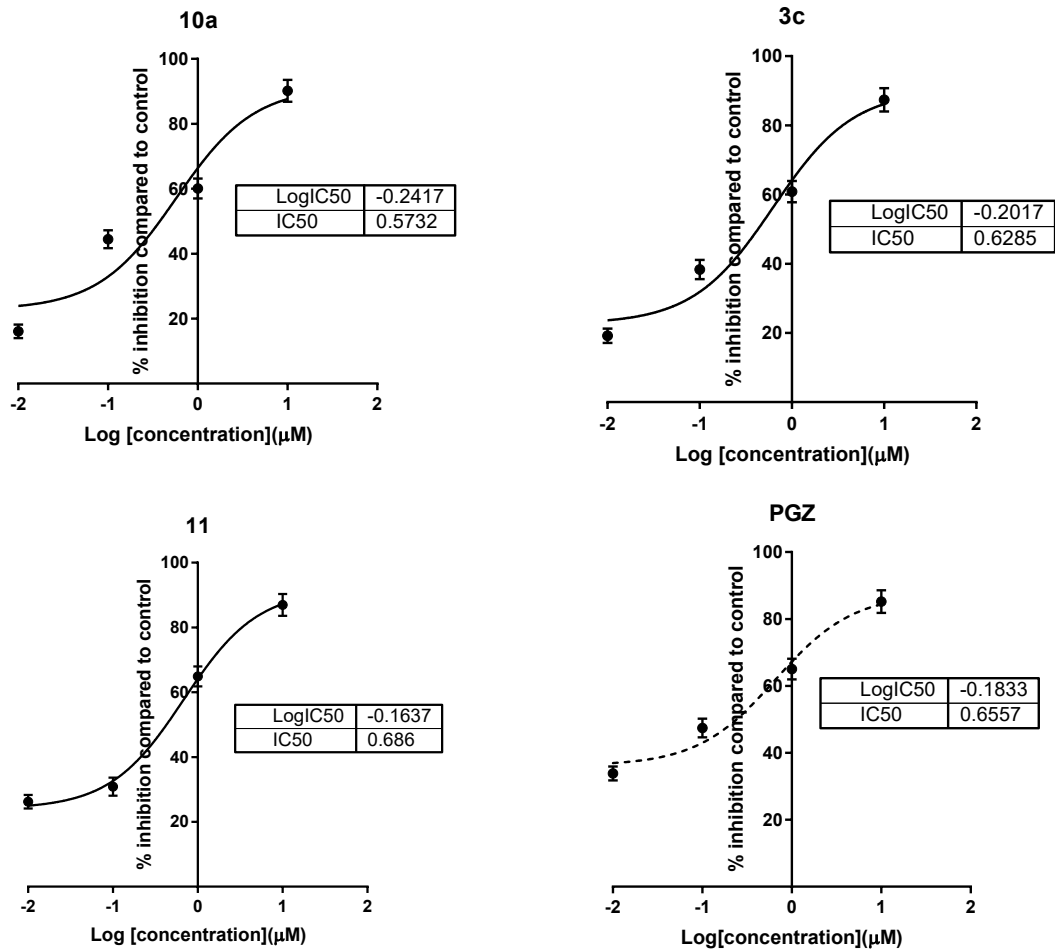 10a
% inhibition compared to control
100
80
60
40
20
-2 -1 0 1 2
Log [concentration](µM)
LogIC50 -0.2417
IC50 0.5732
3c
% inhibition compared to control
100
80
60
40
20
-2 -1 0 1 2
Log [concentration](µM)
LogIC50 -0.2017
IC50 0.6285
11
% inhibition compared to control
100
80
60
40
20
-2 -1 0 1 2
Log [concentration](µM)
LogIC50 -0.1637
IC50 0.686
PGZ
% inhibition compared to control
100
80
60
40
20
-2 -1 0 1 2
Log[concentration](µM)
LogIC50 -0.1833
IC50 0.6557